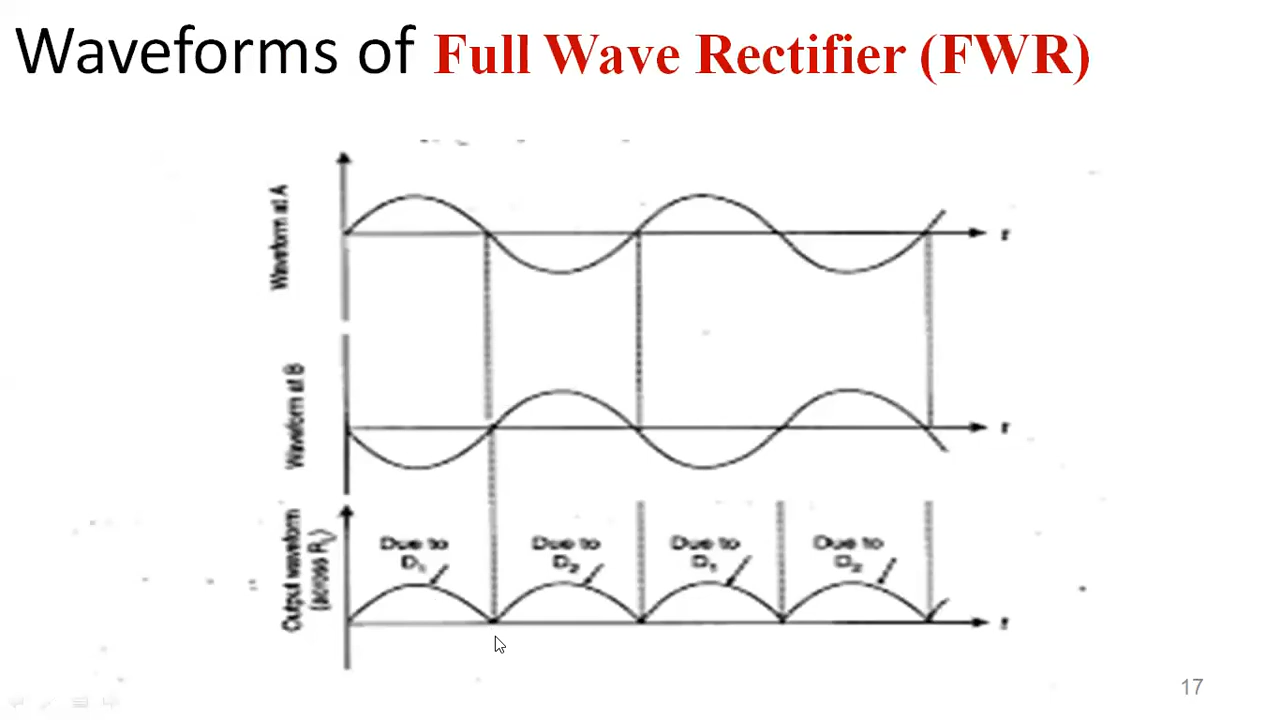 Waveforms of Full Wave Rectifier (FWR)
Waveform at A
t
Waveform at B
t
Output waveform
(across R_L)
Due to
D₁
Due to
D₂
Due to
D₁
Due to
D₂
t
17